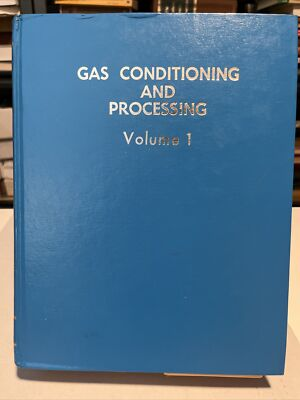 GAS CONDITIONING
AND
PROCESSING
Volume 1